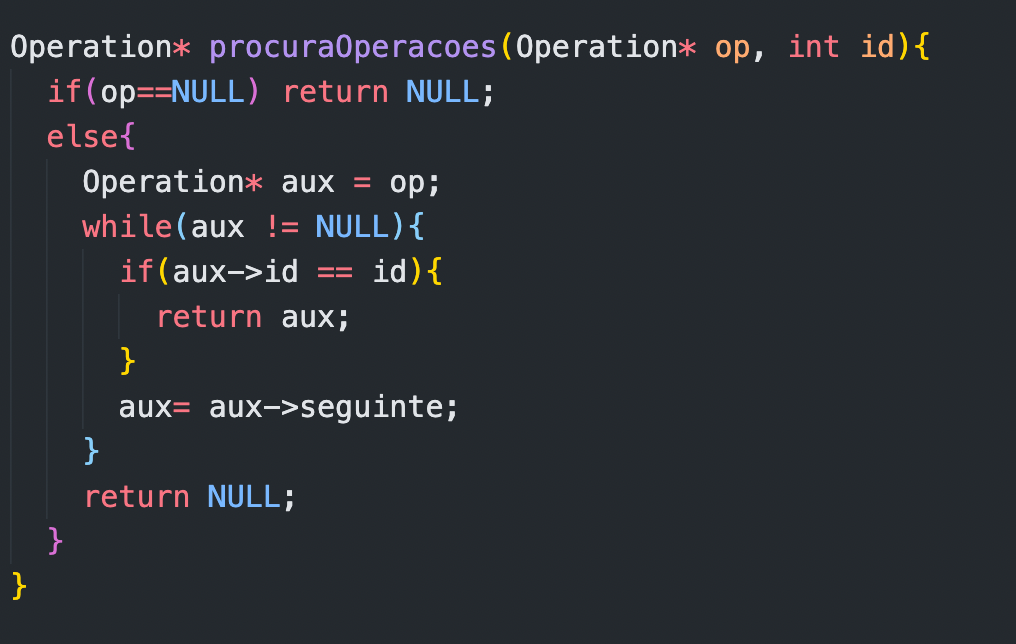 Operation* procuraOperacoes(Operation* op, int id){
  if(op==NULL) return NULL;
  else{
    Operation* aux = op;
    while(aux != NULL){
      if(aux->id == id){
        return aux;
      }
      aux= aux->seguinte;
    }
    return NULL;
  }
}